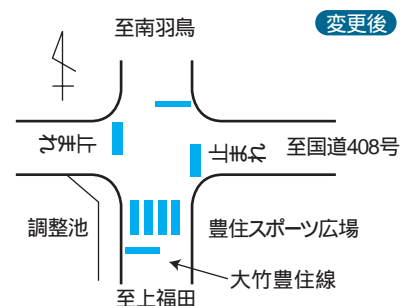 至南羽鳥
変更後
止まれ
止まれ
至国道408号
調整池
豊住スポーツ広場
大竹豊住線
至上福田